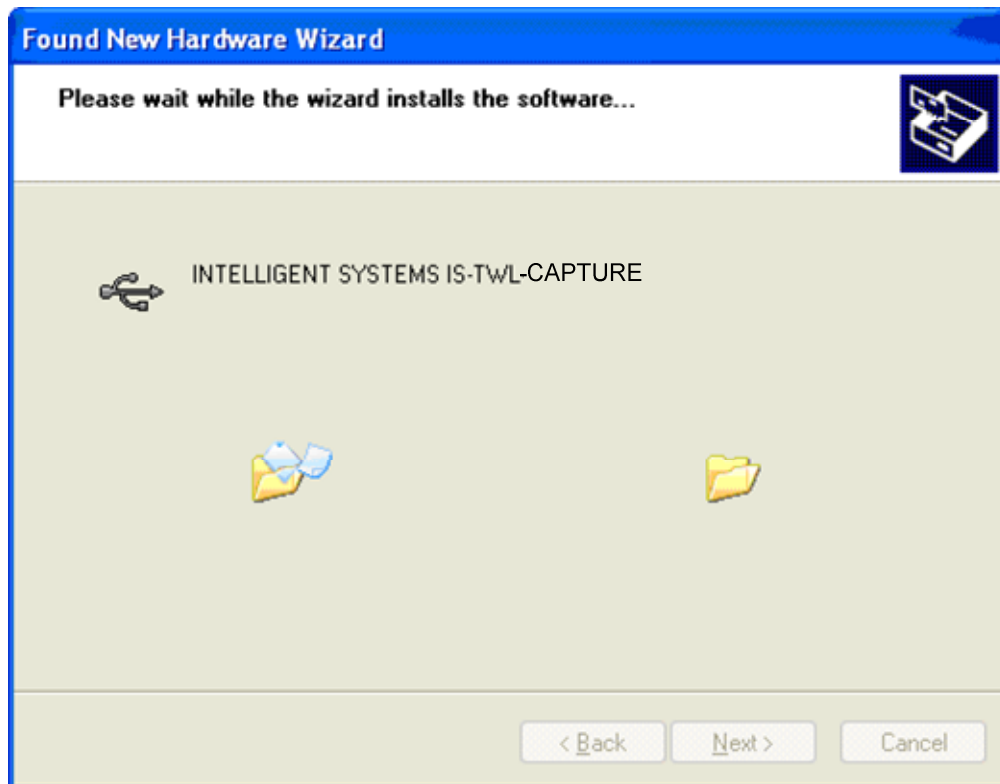 Found New Hardware Wizard
Please wait while the wizard installs the software...
INTELLIGENT SYSTEMS IS-TWL-CAPTURE
< Back
Next >
Cancel